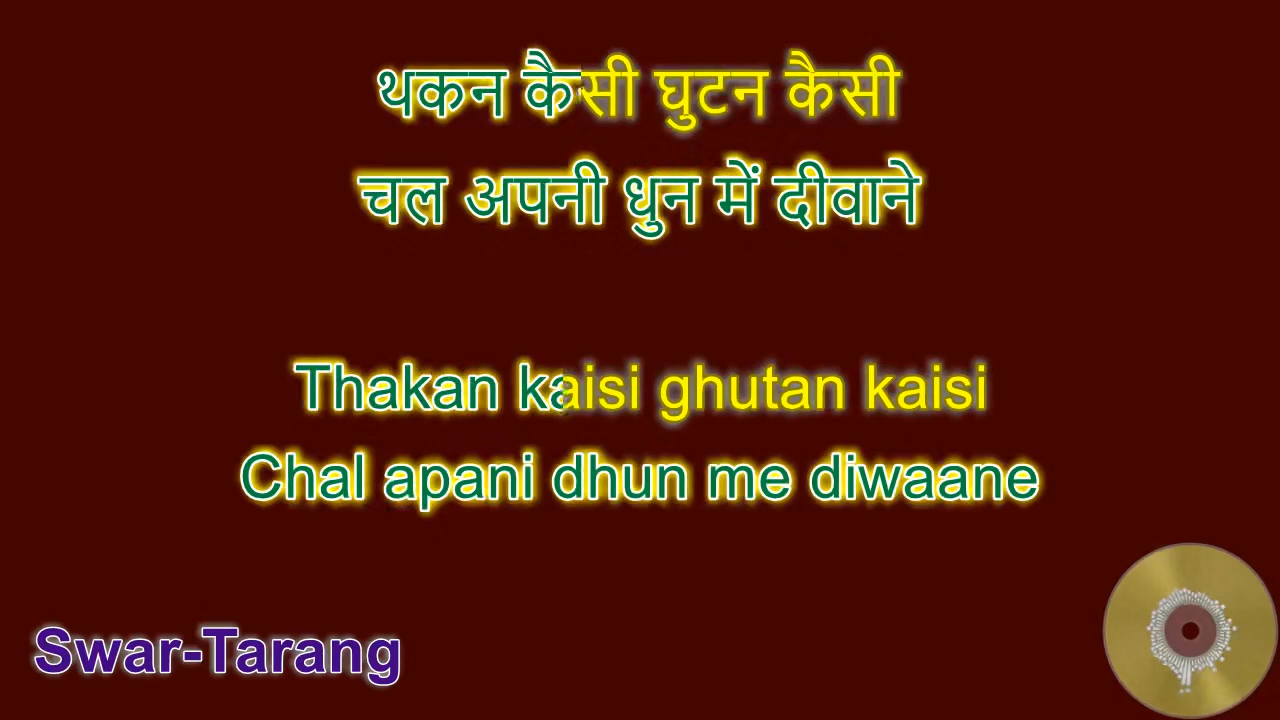 थकन कैसी घुटन कैसी
चल अपनी धुन में दीवाने
Thakan kaisi ghutan kaisi
Chal apani dhun me diwaane
Swar-Tarang